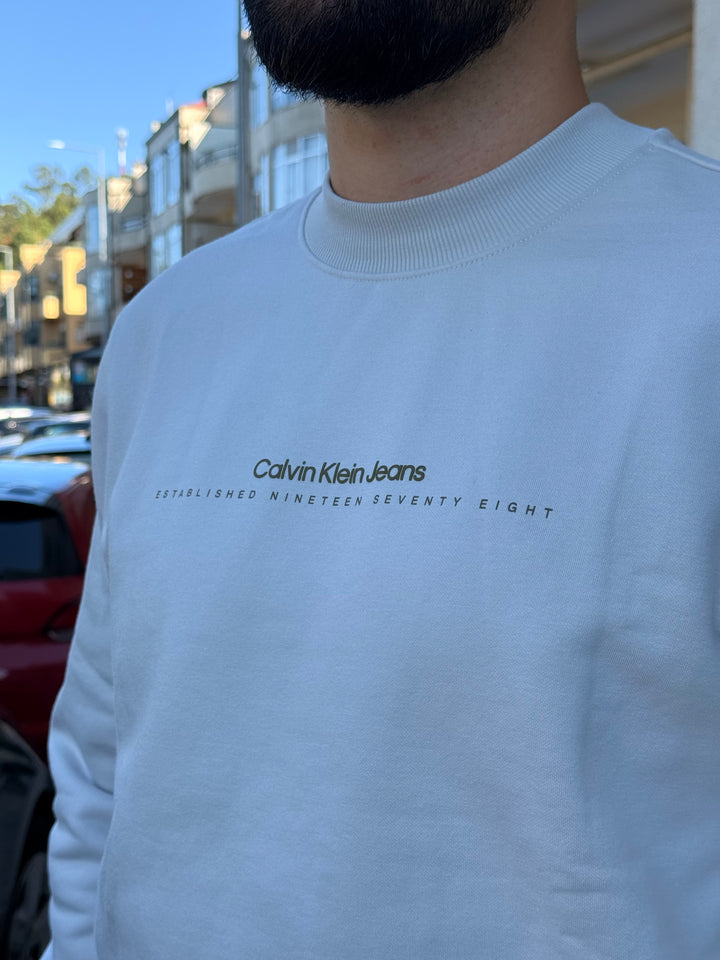 Calvin Klein Jeans
ESTABLISHED NINETEEN SEVENTY EIGHT